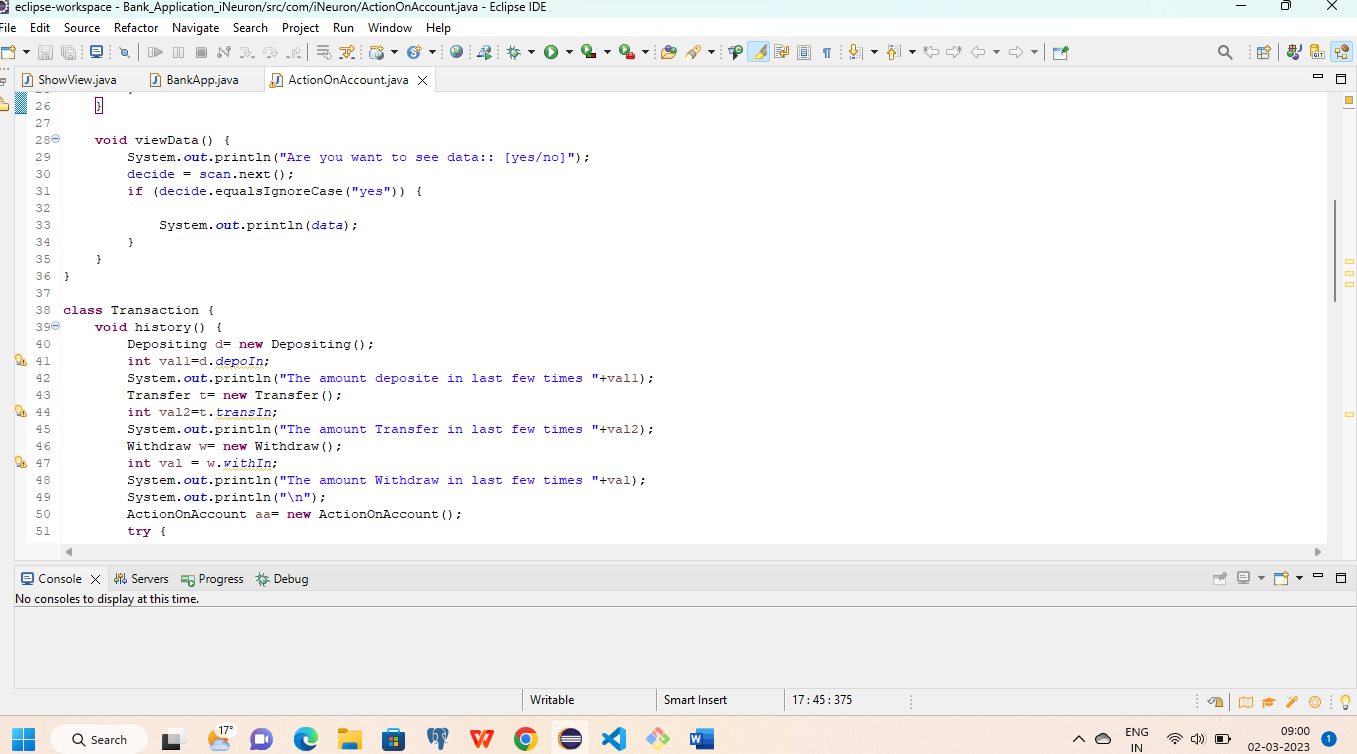 eclipse-workspace - Bank_Application_iNeuron/src/com/iNeuron/ActionOnAccount.java - Eclipse IDE
File Edit Source Refactor Navigate Search Project Run Window Help
ShowView.java BankApp.java ActionOnAccount.java
26 }
27
28 void viewData() {
29 System.out.println("Are you want to see data:: [yes/no]");
30 decide = scan.next();
31 if (decide.equalsIgnoreCase("yes")) {
32
33 System.out.println(data);
34 }
35 }
36 }
37
38 class Transaction {
39 void history() {
40 Depositing d= new Depositing();
41 int val1=d.depoIn;
42 System.out.println("The amount deposite in last few times "+val1);
43 Transfer t= new Transfer();
44 int val2=t.transIn;
45 System.out.println("The amount Transfer in last few times "+val2);
46 Withdraw w= new Withdraw();
47 int val = w.withIn;
48 System.out.println("The amount Withdraw in last few times "+val);
49 System.out.println("\n");
50 ActionOnAccount aa= new ActionOnAccount();
51 try {
Console Servers Progress Debug
No consoles to display at this time.
Writable Smart Insert 17 : 45 : 375
Search 17° ENG IN 09:00 02-03-2023 1